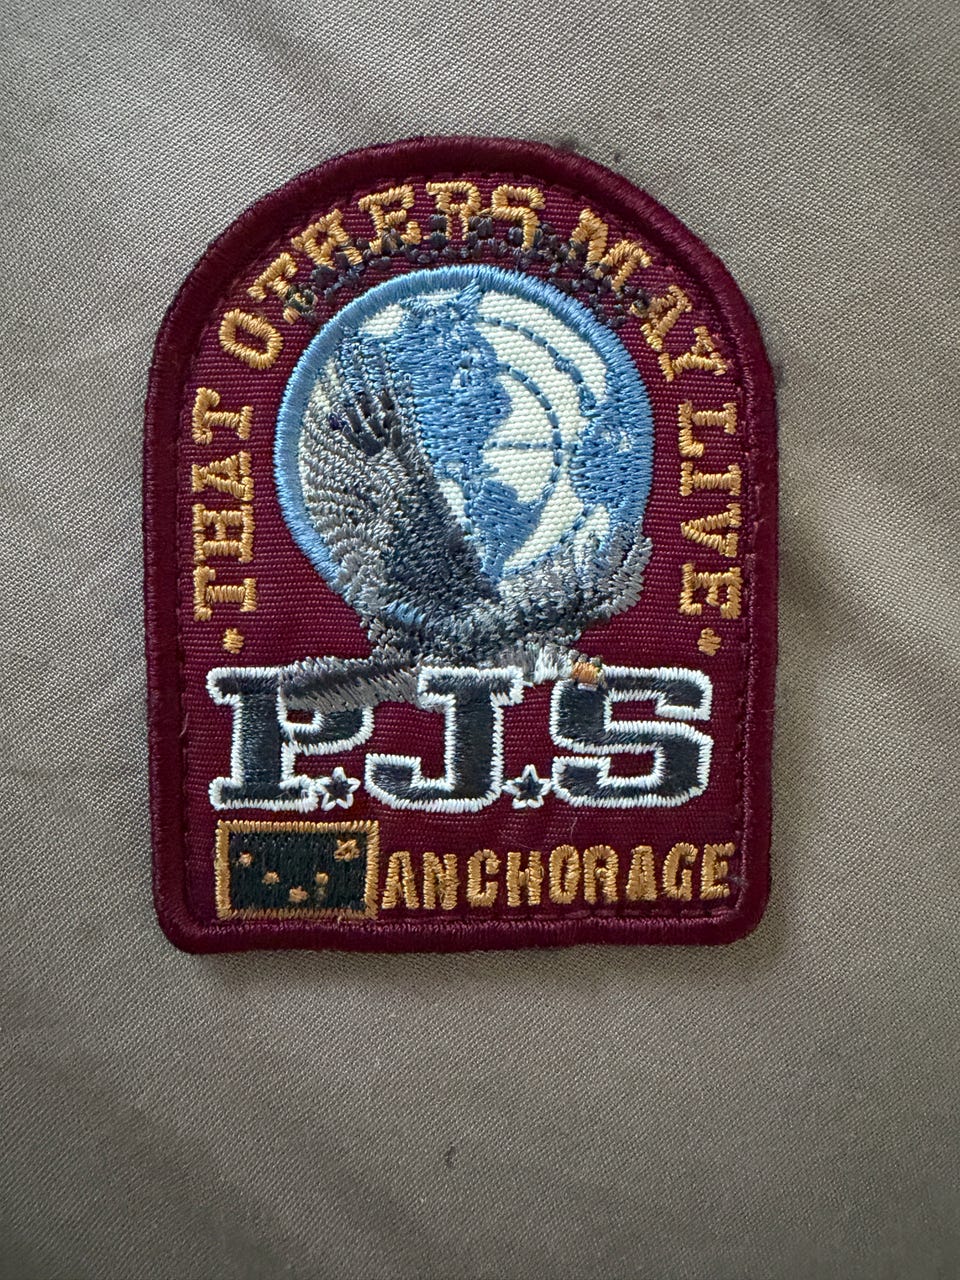 • THAT OTHERS MAY LIVE •
P.J.S
ANCHORAGE